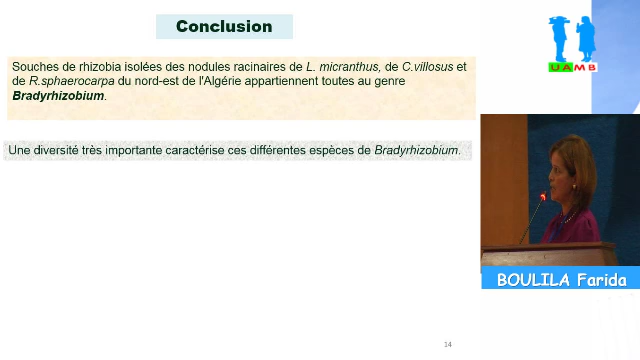 Conclusion
Souches de rhizobia isolées des nodules racinaires de L. micranthus, de C.villosus et
de R.sphaerocarpa du nord-est de l'Algérie appartiennent toutes au genre
Bradyrhizobium.
Une diversité très importante caractérise ces différentes espèces de Bradyrhizobium.
UAMB
BOULILA Farida
14